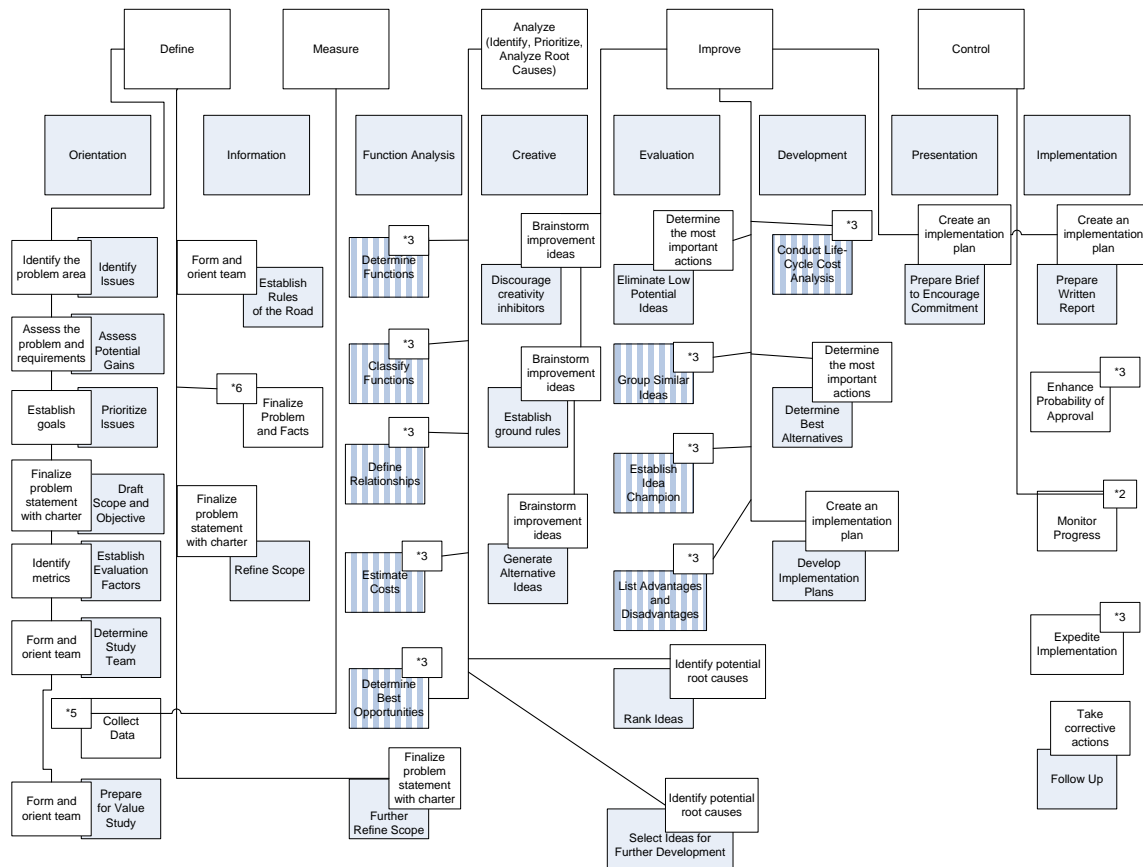 Define
Measure
Analyze
(Identify, Prioritize,
Analyze Root
Causes)
Improve
Control
Orientation
Information
Function Analysis
Creative
Evaluation
Development
Presentation
Implementation
Identify the
problem area
Identify
Issues
Assess the
problem and
requirements
Assess
Potential
Gains
Establish
goals
Prioritize
Issues
Finalize
problem
statement
with charter
Draft
Scope and
Objective
Identify
metrics
Establish
Evaluation
Factors
Form and
orient team
Determine
Study
Team
*5
Collect
Data
Form and
orient team
Prepare
for Value
Study
Form and
orient team
Establish
Rules
of the Road
*6
Finalize
Problem
and Facts
Finalize
problem
statement
with charter
Refine Scope
*3
Determine
Functions
*3
Classify
Functions
*3
Define
Relationships
*3
Estimate
Costs
*3
Determine
Best
Opportunities
Finalize
problem
statement
with charter
Further
Refine Scope
Brainstorm
improvement
ideas
Discourage
creativity
inhibitors
Brainstorm
improvement
ideas
Establish
ground rules
Brainstorm
improvement
ideas
Generate
Alternative
Ideas
Determine
the most
important
actions
Eliminate Low
Potential
Ideas
*3
Group Similar
Ideas
*3
Establish
Idea
Champion
*3
List Advantages
and
Disadvantages
Identify potential
root causes
Rank Ideas
Identify potential
root causes
Select Ideas for
Further Development
*3
Conduct Life-
Cycle Cost
Analysis
Determine
the most
important
actions
Determine
Best
Alternatives
Create an
implementation
plan
Develop
Implementation
Plans
Create an
implementation
plan
Prepare Brief
to Encourage
Commitment
Create an
implementation
plan
Prepare
Written
Report
*3
Enhance
Probability of
Approval
*2
Monitor
Progress
*3
Expedite
Implementation
Take
corrective
actions
Follow Up